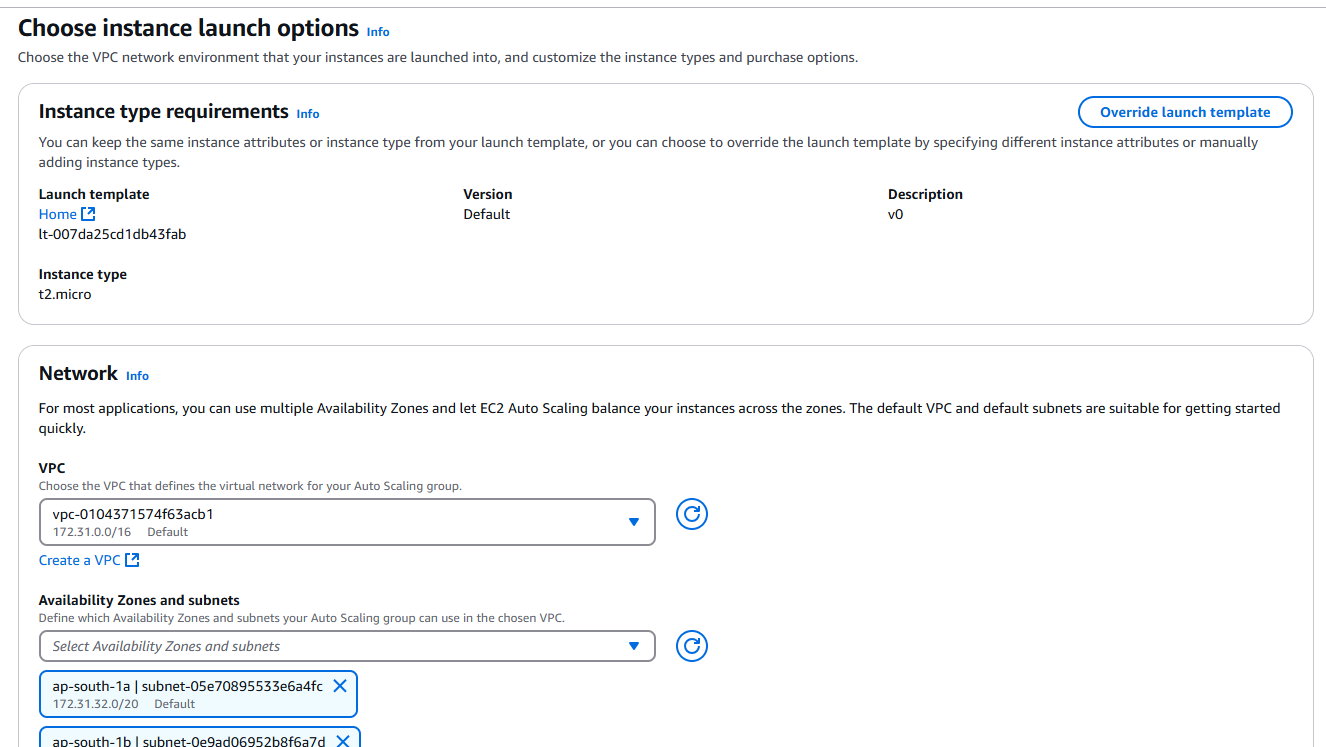 Choose instance launch options Info
Choose the VPC network environment that your instances are launched into, and customize the instance types and purchase options.
Instance type requirements Info
Override launch template
You can keep the same instance attributes or instance type from your launch template, or you can choose to override the launch template by specifying different instance attributes or manually
adding instance types.
Launch template
Version
Description
Home
Default
v0
lt-007da25cd1db43fab
Instance type
t2.micro
Network Info
For most applications, you can use multiple Availability Zones and let EC2 Auto Scaling balance your instances across the zones. The default VPC and default subnets are suitable for getting started
quickly.
VPC
Choose the VPC that defines the virtual network for your Auto Scaling group.
vpc-0104371574f63acb1
172.31.0.0/16 Default
Create a VPC
Availability Zones and subnets
Define which Availability Zones and subnets your Auto Scaling group can use in the chosen VPC.
Select Availability Zones and subnets
ap-south-1a | subnet-05e70895533e6a4fc
172.31.32.0/20 Default
ap-south-1b | subnet-0e9ad06952b8f6a7d